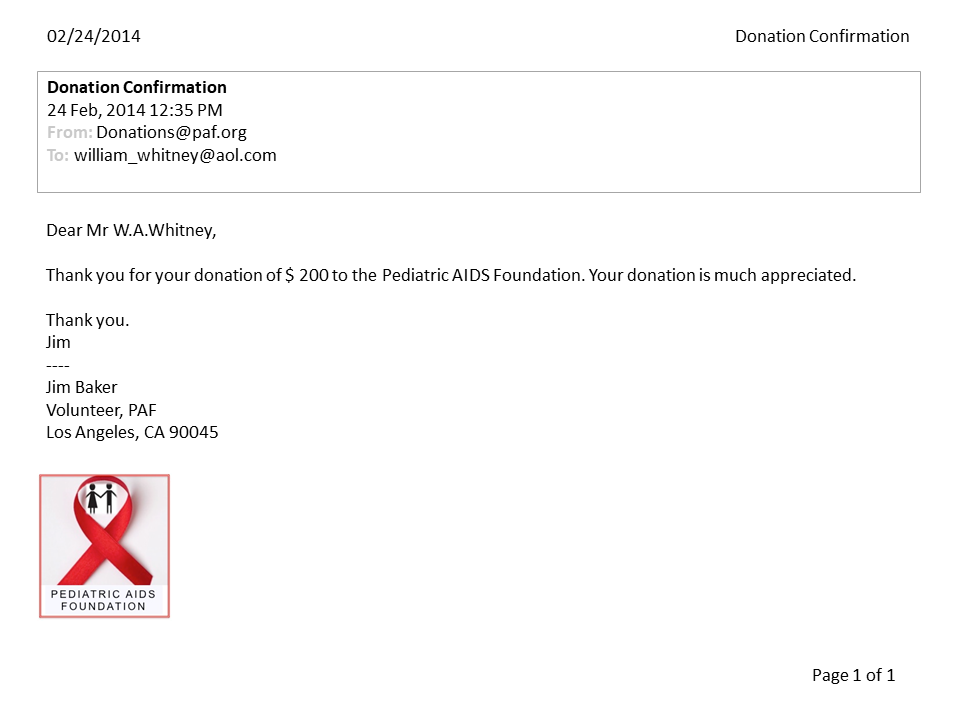 02/24/2014 Donation Confirmation
Donation Confirmation
24 Feb, 2014 12:35 PM
From: Donations@paf.org
To: william_whitney@aol.com
Dear Mr W.A.Whitney,
Thank you for your donation of $ 200 to the Pediatric AIDS Foundation. Your donation is much appreciated.
Thank you.
Jim
----
Jim Baker
Volunteer, PAF
Los Angeles, CA 90045
PEDIATRIC AIDS
FOUNDATION
Page 1 of 1